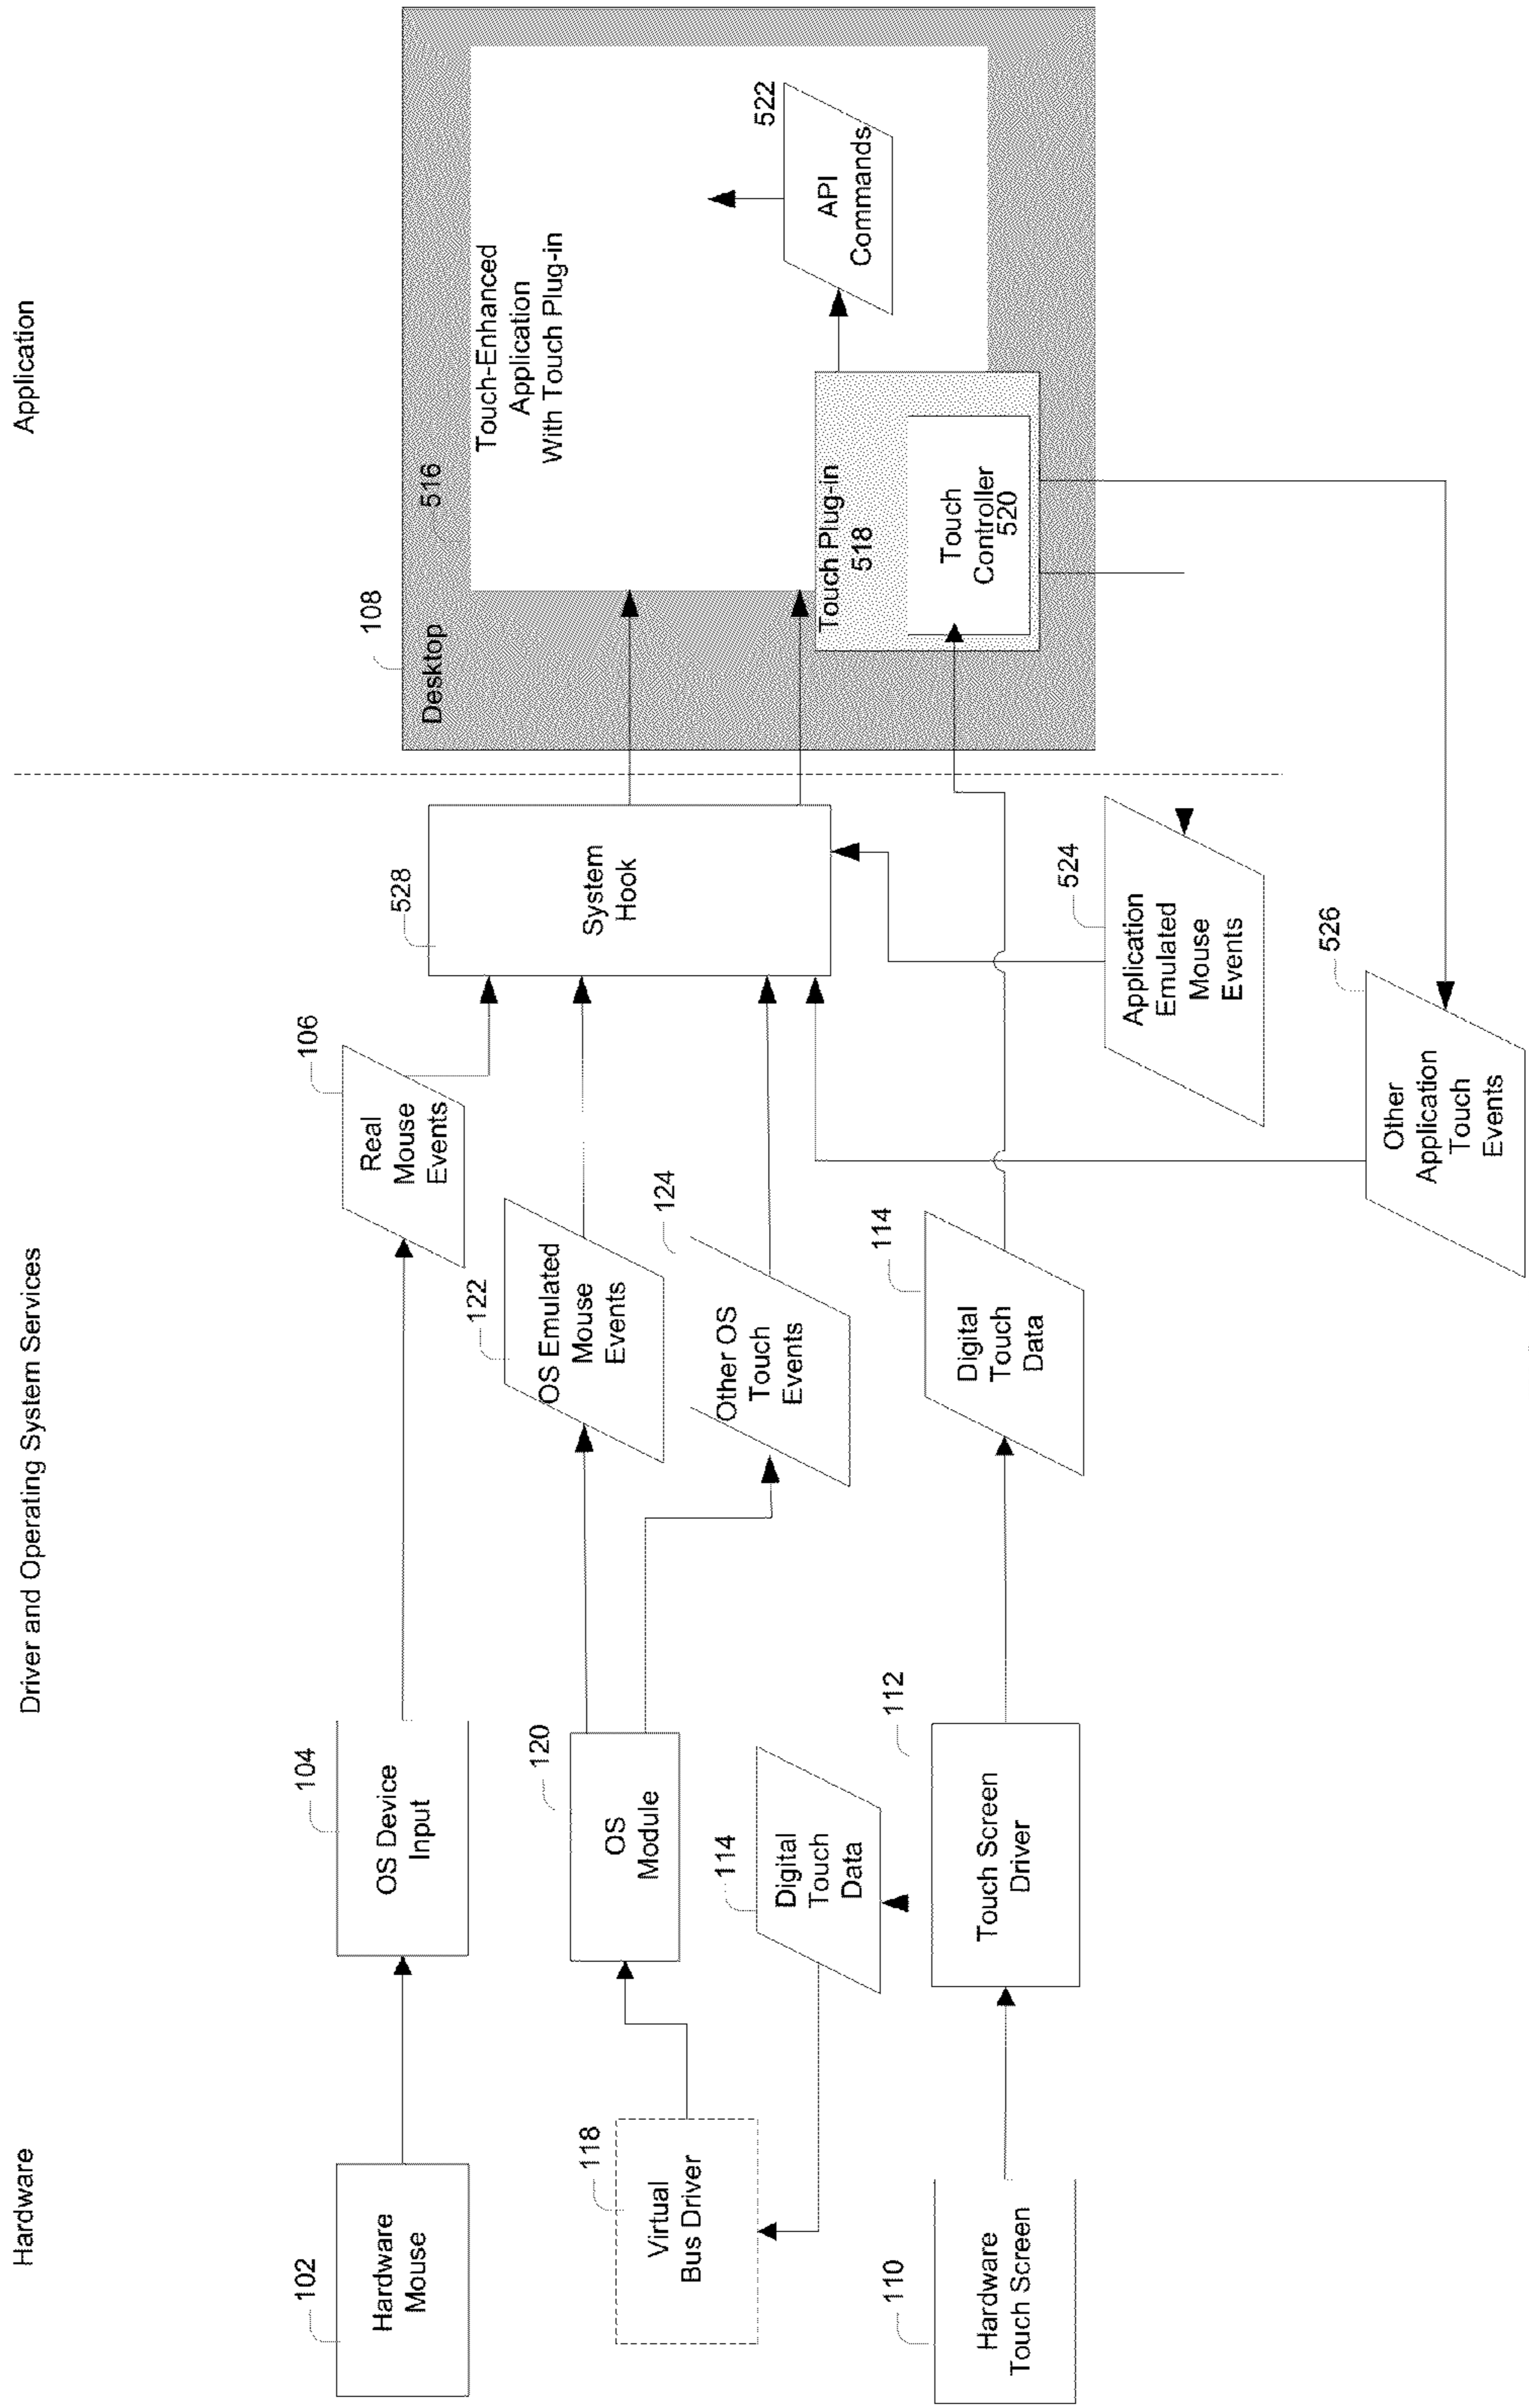 Hardware
Driver and Operating System Services
Application
102
Hardware
Mouse
104
OS Device
Input
106
Real
Mouse
Events
108
Desktop
516
Touch-Enhanced
Application
With Touch Plug-in
528
System
Hook
118
Virtual
Bus Driver
120
OS
Module
122
OS Emulated
Mouse
Events
124
Other OS
Touch
Events
522
API
Commands
Touch Plug-in
518
Touch
Controller
520
114
Digital
Touch
Data
110
Hardware
Touch Screen
112
Touch Screen
Driver
114
Digital
Touch
Data
524
Application
Emulated
Mouse
Events
526
Other
Application
Touch
Events